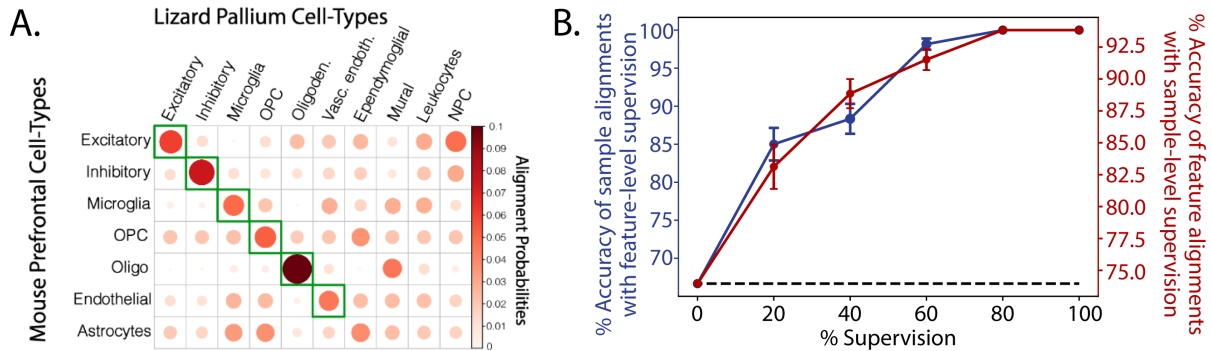 A.
Lizard Pallium Cell-Types
Excitatory
Inhibitory
Microglia
OPC
Oligoden.
Vasc. endoth.
Ependymoglial
Mural
Leukocytes
NPC
Mouse Prefrontal Cell-Types
Excitatory
Inhibitory
Microglia
OPC
Oligo
Endothelial
Astrocytes
0.1
0.09
0.08
0.07
0.06
0.05
0.04
0.03
0.02
0.01
0
Alignment Probabilities
B.
% Accuracy of sample alignments
with feature-level supervision
100
95
90
85
80
75
70
0
20
40
60
80
100
% Supervision
92.5
90.0
87.5
85.0
82.5
80.0
77.5
75.0
% Accuracy of feature alignments
with sample-level supervision